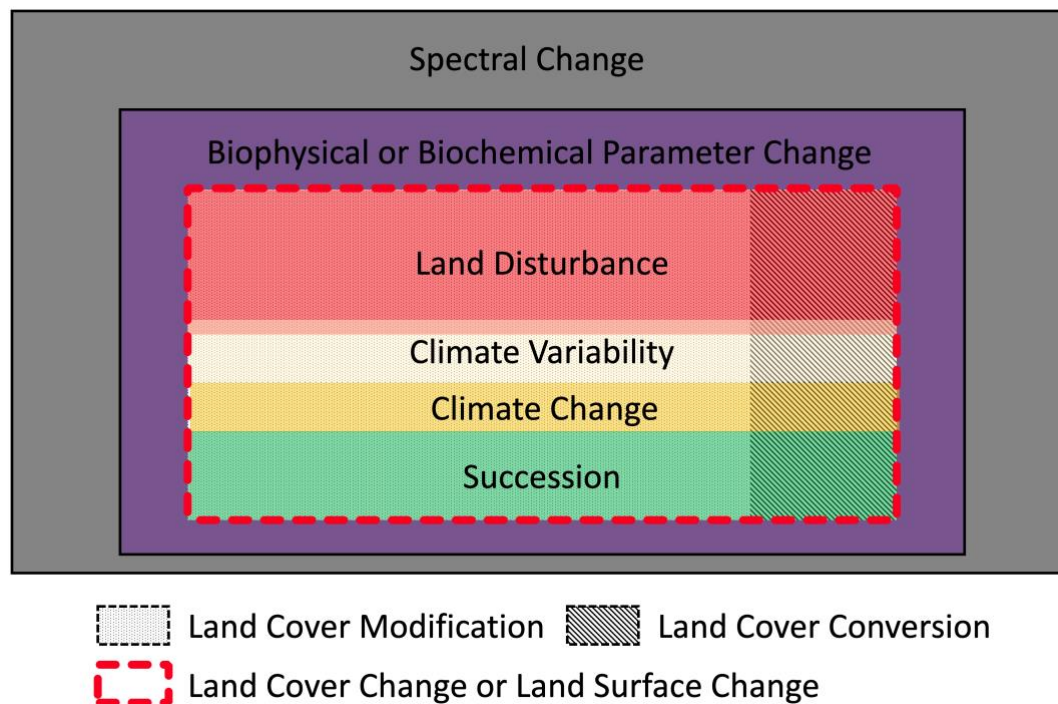 Spectral Change
Biophysical or Biochemical Parameter Change
Land Disturbance
Climate Variability
Climate Change
Succession
Land Cover Modification
Land Cover Conversion
Land Cover Change or Land Surface Change